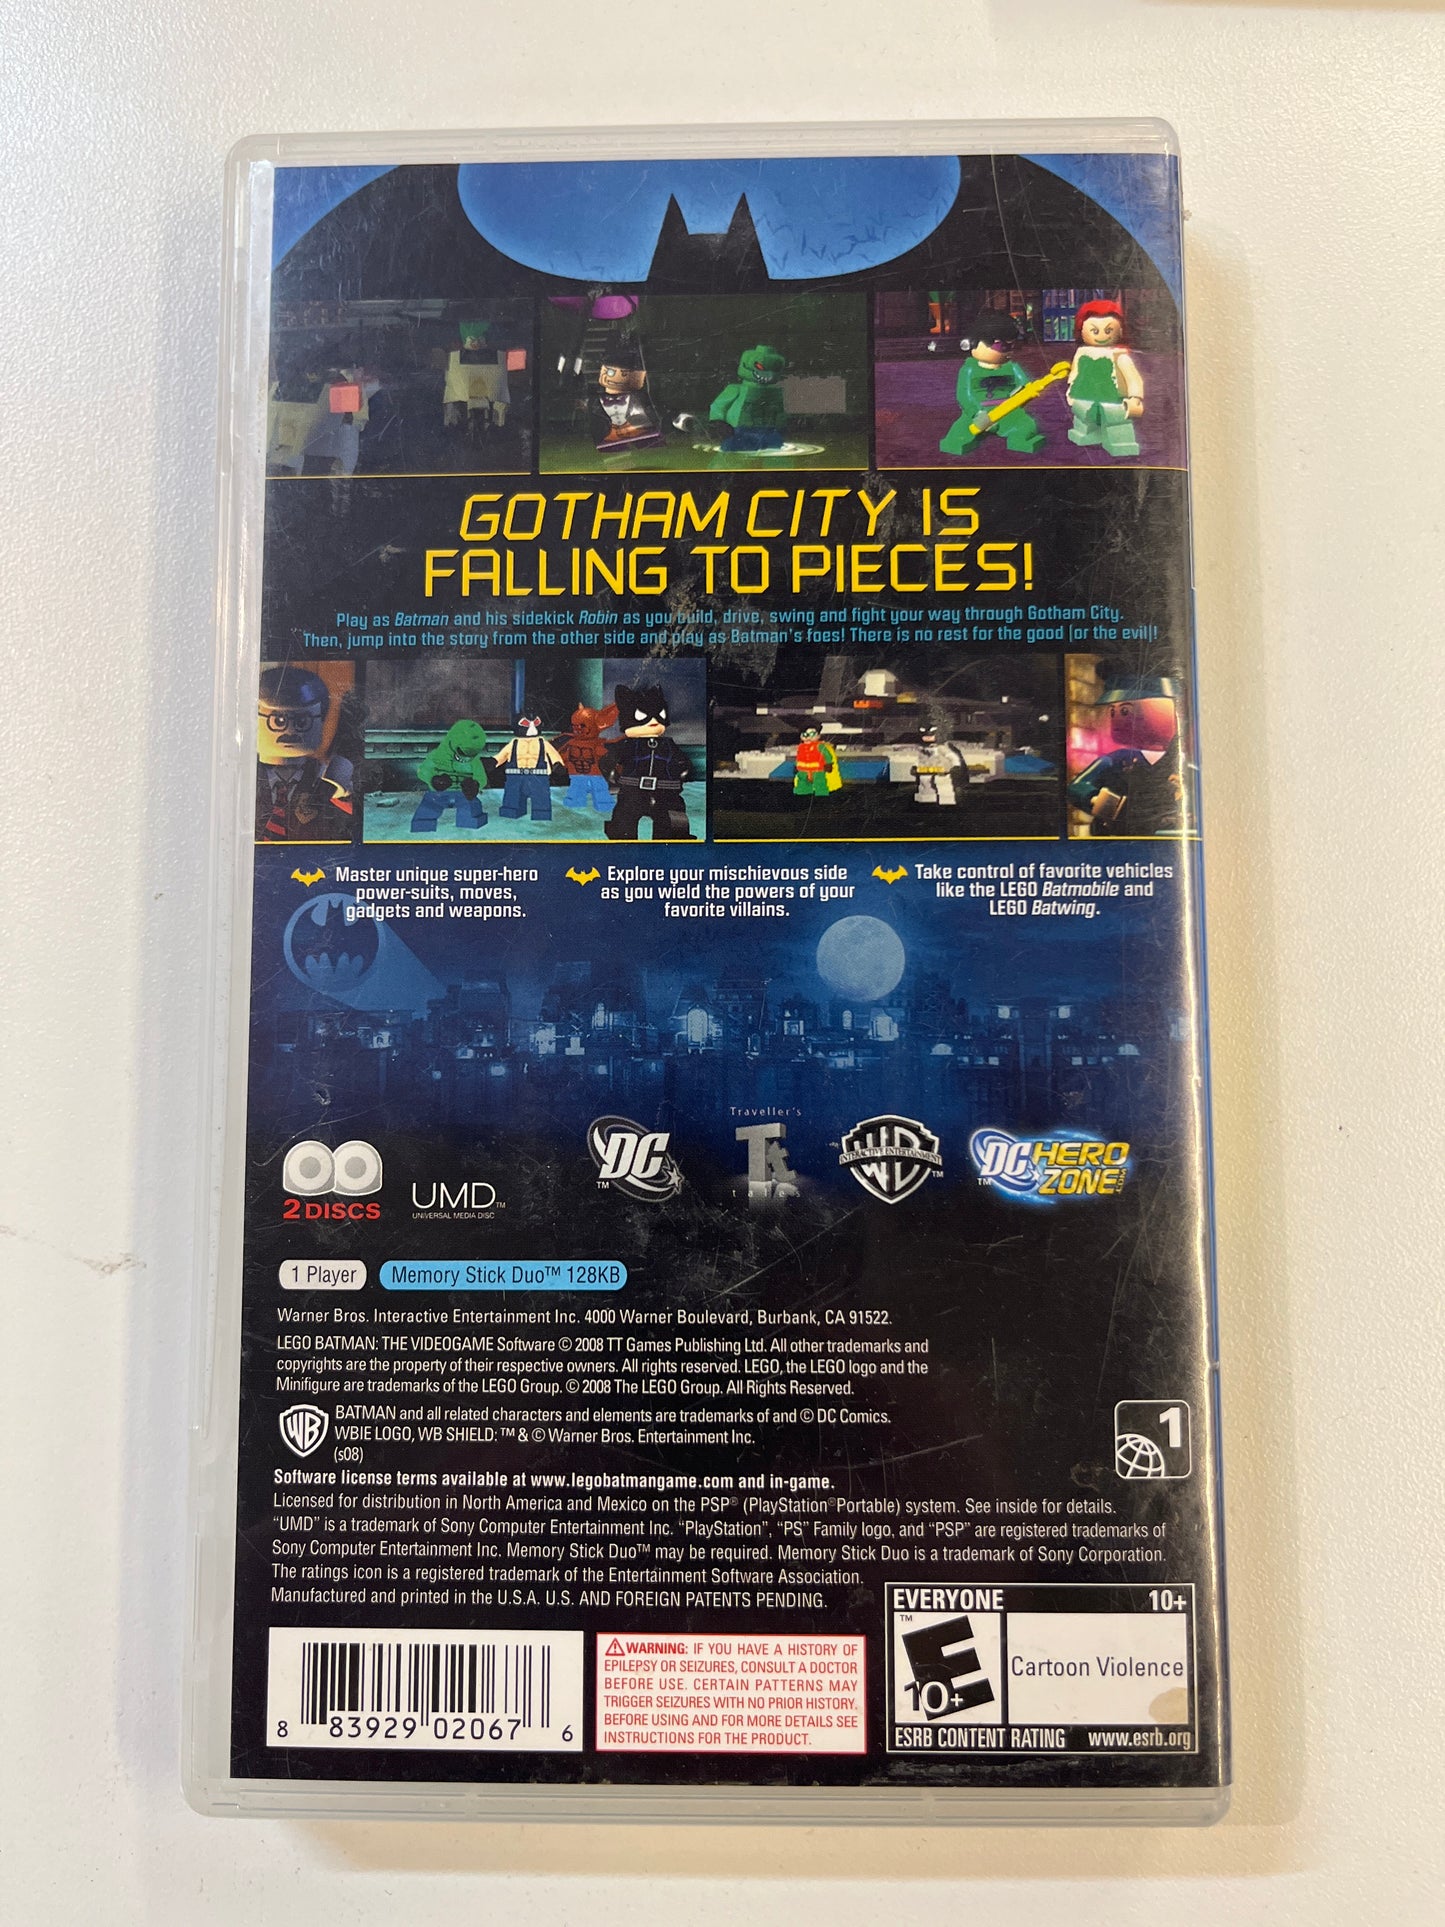 GOTHAM CITY IS
FALLING TO PIECES!
Play as Batman and his sidekick Robin as you build, drive, swing and fight your way through Gotham City.
Then, jump into the story from the other side and play as Batman's foes! There is no rest for the good (or the evil)!
Master unique super-hero
power-suits, moves,
gadgets and weapons.
Explore your mischievous side
as you wield the powers of your
favorite villains.
Take control of favorite vehicles
like the LEGO Batmobile and
LEGO Batwing.
2 DISCS
UMD™
UNIVERSAL MEDIA DISC
DC™
Traveller's
Tt
tales
WB
INTERACTIVE ENTERTAINMENT
™
DC HERO
ZONE.COM
™
1 Player
Memory Stick Duo™ 128KB
Warner Bros. Interactive Entertainment Inc. 4000 Warner Boulevard, Burbank, CA 91522.
LEGO BATMAN: THE VIDEOGAME Software © 2008 TT Games Publishing Ltd. All other trademarks and
copyrights are the property of their respective owners. All rights reserved. LEGO, the LEGO logo and the
Minifigure are trademarks of the LEGO Group. © 2008 The LEGO Group. All Rights Reserved.
WB
BATMAN and all related characters and elements are trademarks of and © DC Comics.
WBIE LOGO, WB SHIELD: ™ & © Warner Bros. Entertainment Inc.
(s08)
1
Software license terms available at www.legobatmangame.com and in-game.
Licensed for distribution in North America and Mexico on the PSP® (PlayStation®Portable) system. See inside for details.
“UMD” is a trademark of Sony Computer Entertainment Inc. “PlayStation”, “PS” Family logo, and “PSP” are registered trademarks of
Sony Computer Entertainment Inc. Memory Stick Duo™ may be required. Memory Stick Duo is a trademark of Sony Corporation.
The ratings icon is a registered trademark of the Entertainment Software Association.
Manufactured and printed in the U.S.A. U.S. AND FOREIGN PATENTS PENDING.
8 83929 02067 6
WARNING: IF YOU HAVE A HISTORY OF
EPILEPSY OR SEIZURES, CONSULT A DOCTOR
BEFORE USE. CERTAIN PATTERNS MAY
TRIGGER SEIZURES WITH NO PRIOR HISTORY.
BEFORE USING AND FOR MORE DETAILS SEE
INSTRUCTIONS FOR THE PRODUCT.
EVERYONE 10+
™
E
10+
Cartoon Violence
ESRB CONTENT RATING www.esrb.org